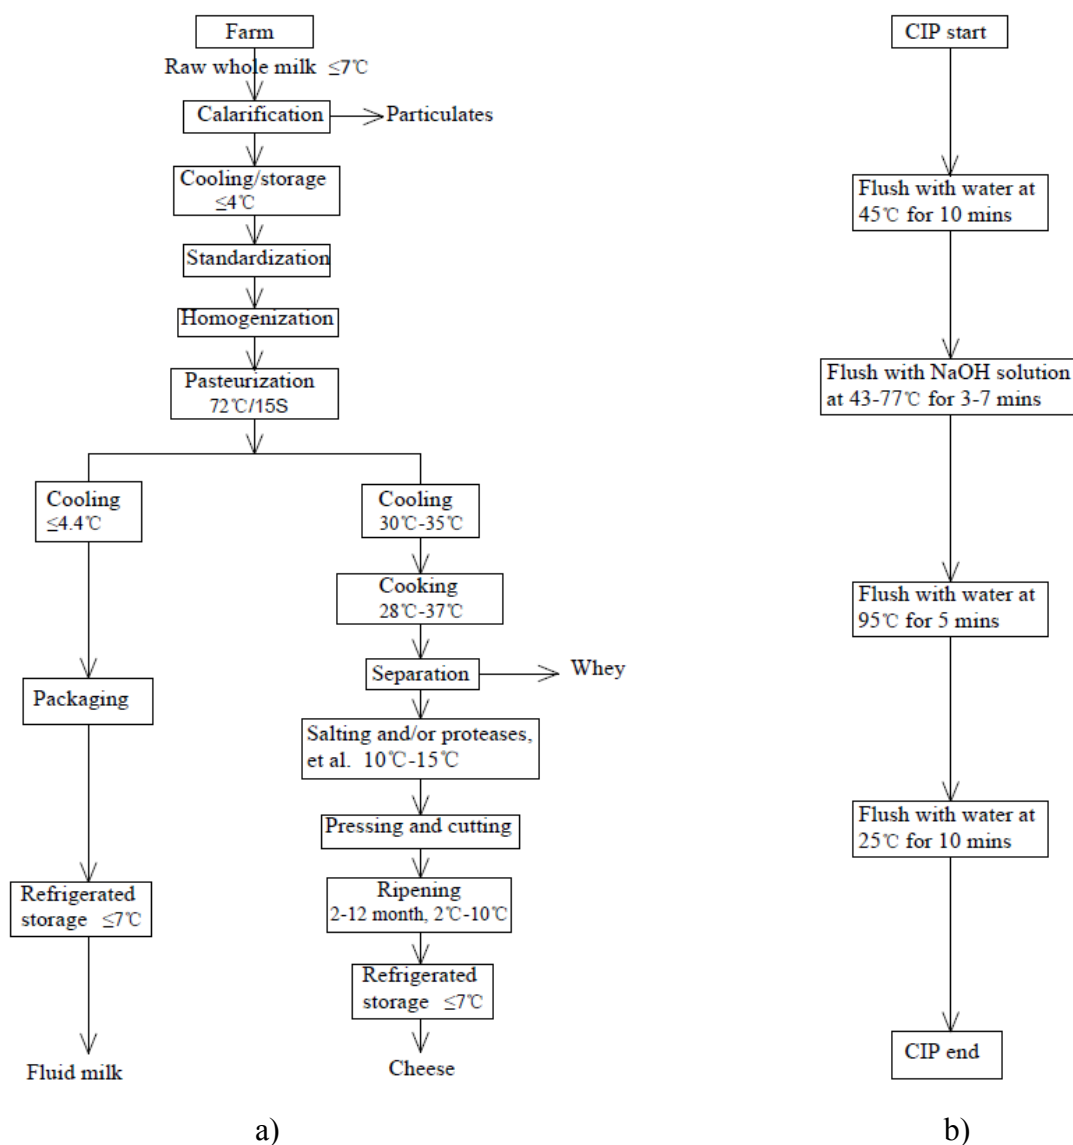 Farm
Raw whole milk ≤7℃
Calarification
Particulates
Cooling/storage
≤4℃
Standardization
Homogenization
Pasteurization
72℃/15S
Cooling
≤4.4℃
Packaging
Refrigerated
storage ≤7℃
Fluid milk
Cooling
30℃-35℃
Cooking
28℃-37℃
Separation
Whey
Salting and/or proteases,
et al. 10℃-15℃
Pressing and cutting
Ripening
2-12 month, 2℃-10℃
Refrigerated
storage ≤7℃
Cheese
a)
CIP start
Flush with water at
45℃ for 10 mins
Flush with NaOH solution
at 43-77℃ for 3-7 mins
Flush with water at
95℃ for 5 mins
Flush with water at
25℃ for 10 mins
CIP end
b)